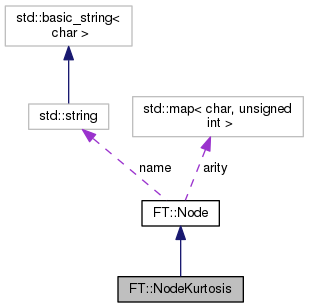 std::basic_string<
char >
std::string
std::map< char, unsigned
int >
name
arity
FT::Node
FT::NodeKurtosis